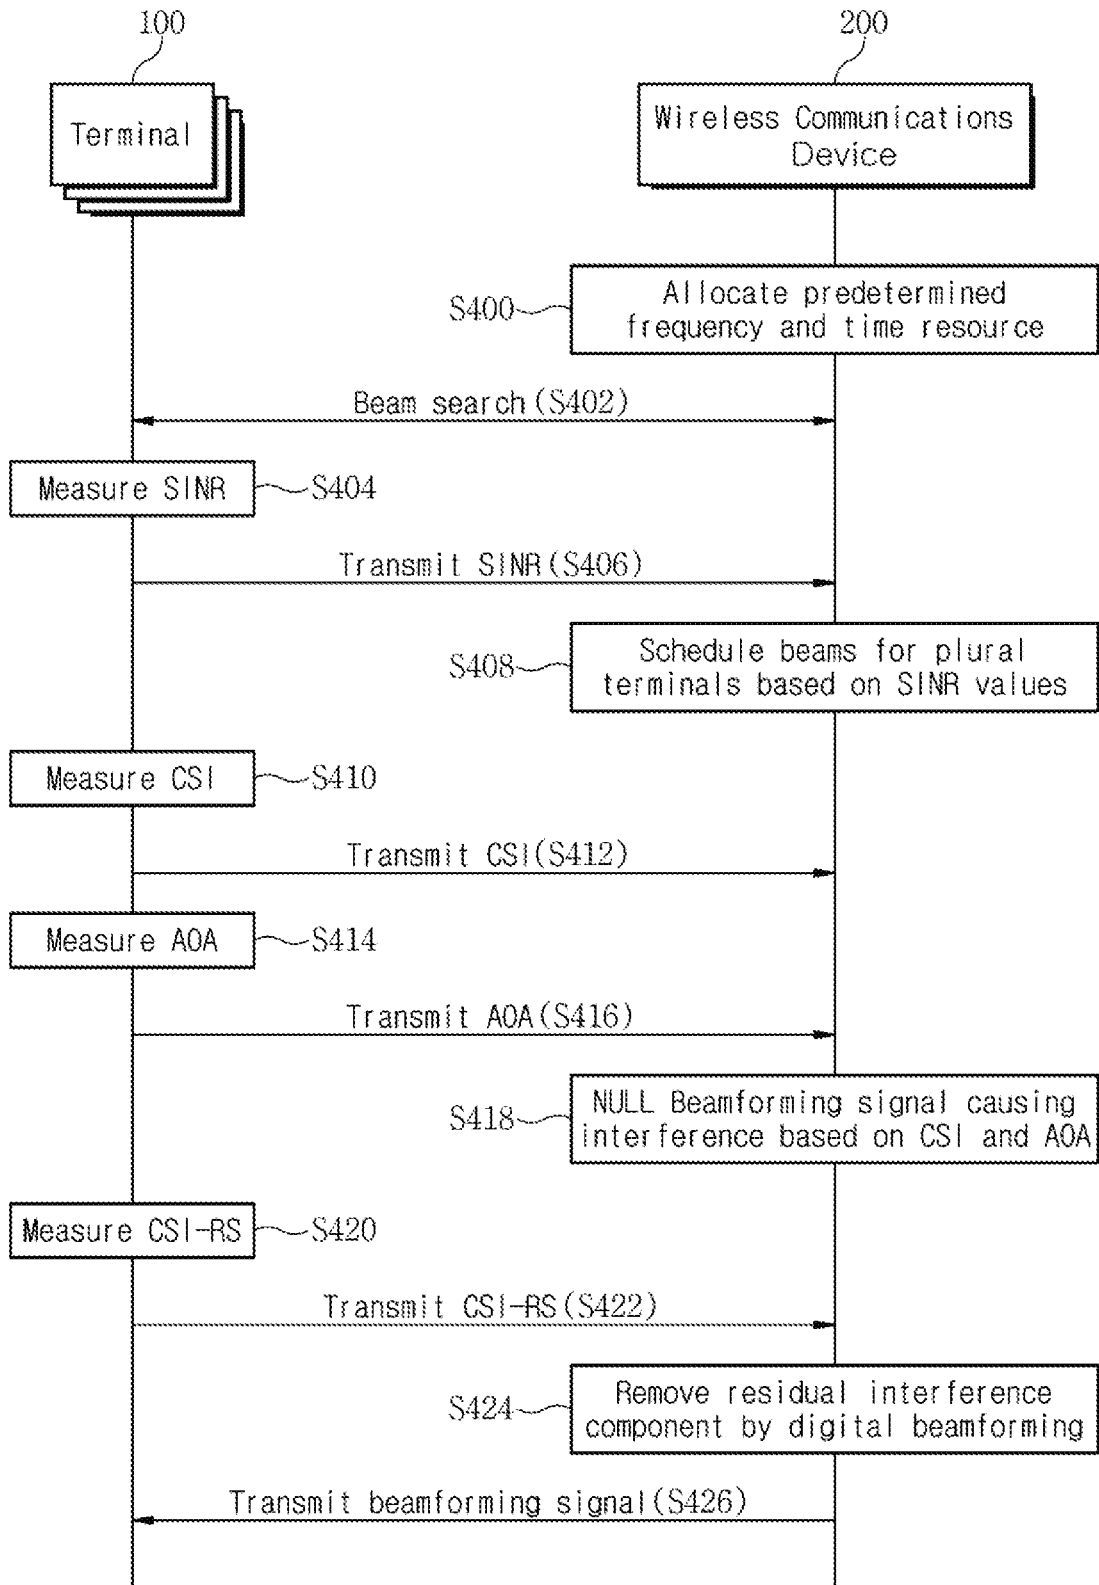 100
200
Terminal
Wireless Communications
Device
S400
Allocate predetermined
frequency and time resource
Beam search(S402)
Measure SINR
S404
Transmit SINR(S406)
S408
Schedule beams for plural
terminals based on SINR values
Measure CSI
S410
Transmit CSI(S412)
Measure AOA
S414
Transmit AOA(S416)
S418
NULL Beamforming signal causing
interference based on CSI and AOA
Measure CSI-RS
S420
Transmit CSI-RS(S422)
S424
Remove residual interference
component by digital beamforming
Transmit beamforming signal(S426)